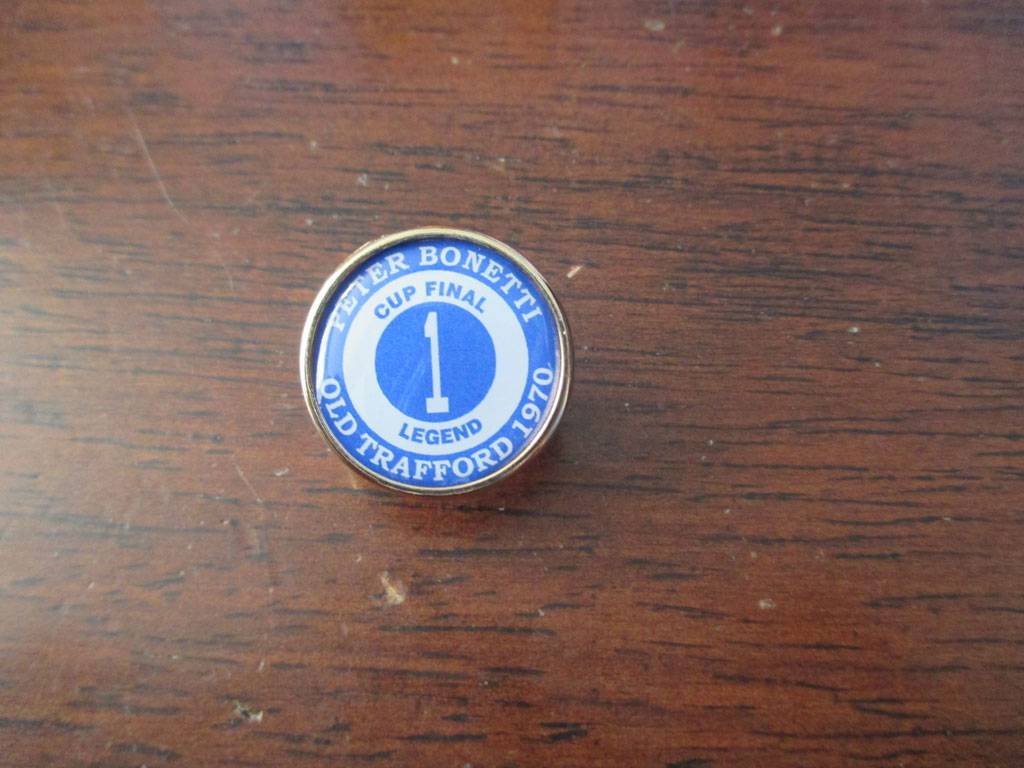 PETER BONETTI
CUP FINAL
1
LEGEND
OLD TRAFFORD 1970